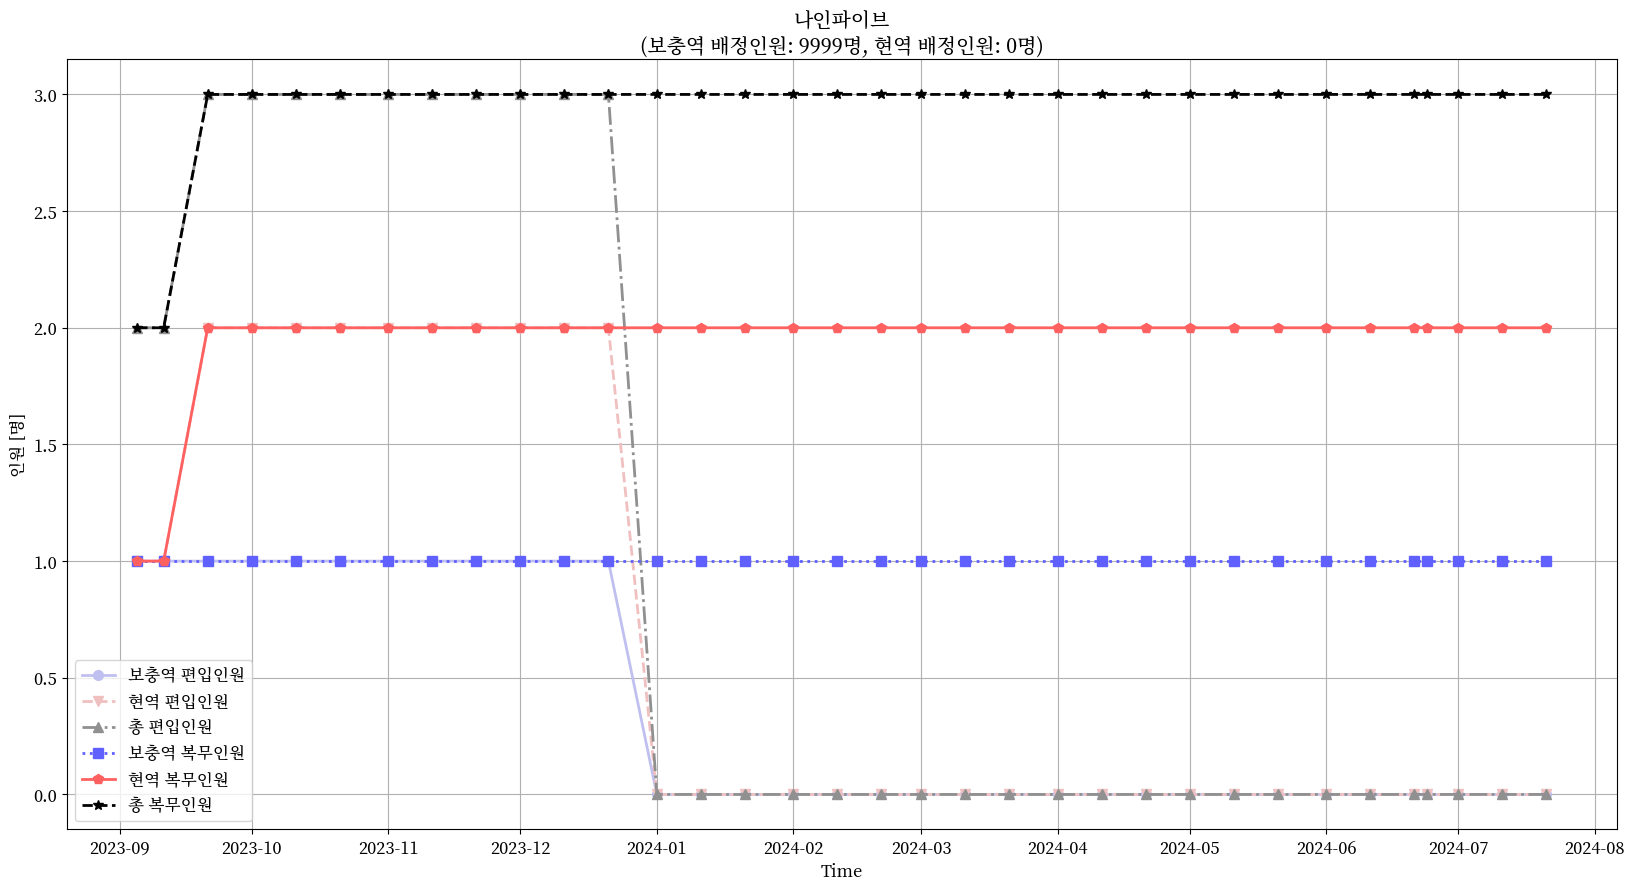 나인파이브
(보충역 배정인원: 9999명, 현역 배정인원: 0명)
인원 [명]
3.0
2.5
2.0
1.5
1.0
0.5
0.0
보충역 편입인원
현역 편입인원
총 편입인원
보충역 복무인원
현역 복무인원
총 복무인원
2023-09 2023-10 2023-11 2023-12 2024-01 2024-02 2024-03 2024-04 2024-05 2024-06 2024-07 2024-08
Time